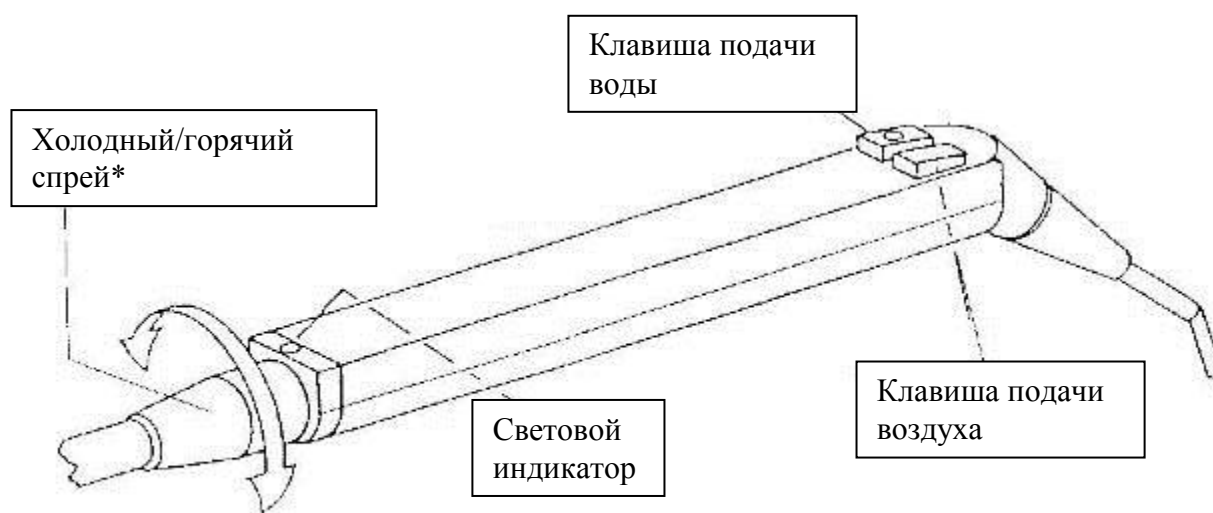 Клавиша подачи
воды
Холодный/горячий
спрей*
Клавиша подачи
воздуха
Световой
индикатор